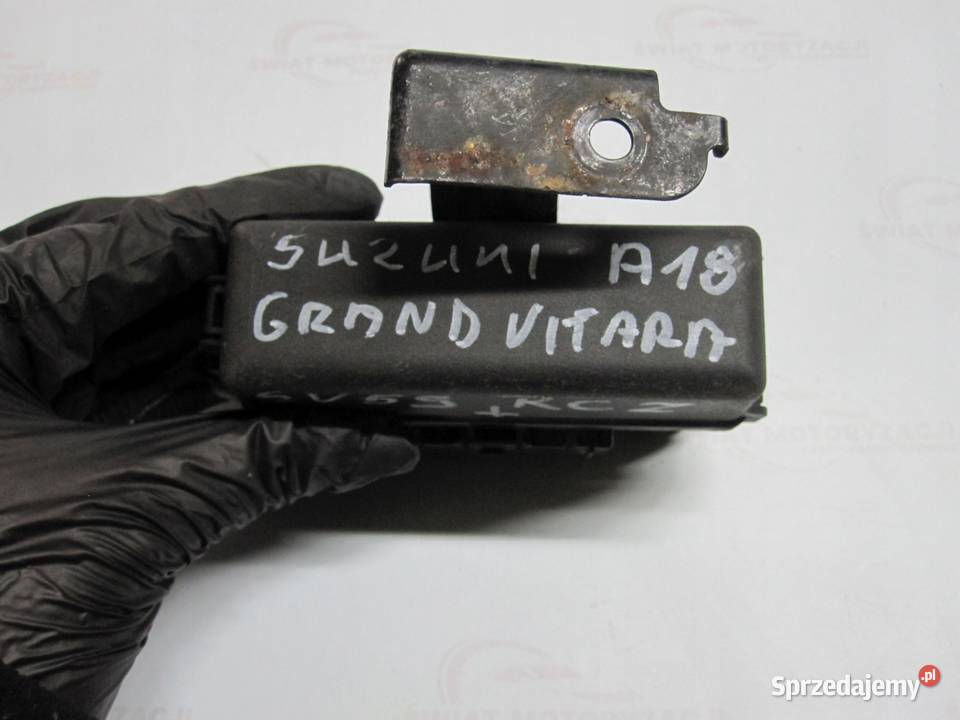 SUZUKI A18
GRAND VITARA
Sprzedajemy.pl